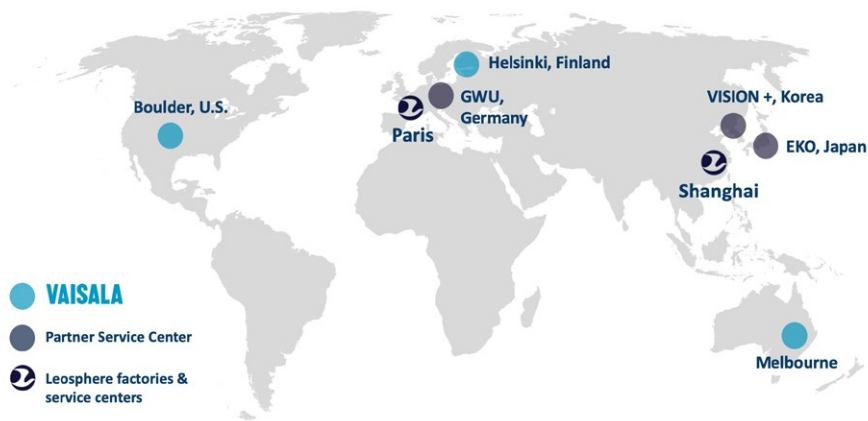 Helsinki, Finland
GWU,
Germany
VISION +, Korea
Boulder, U.S.
Paris
EKO, Japan
Shanghai
VAISALA
Partner Service Center
Melbourne
Leosphere factories &
service centers